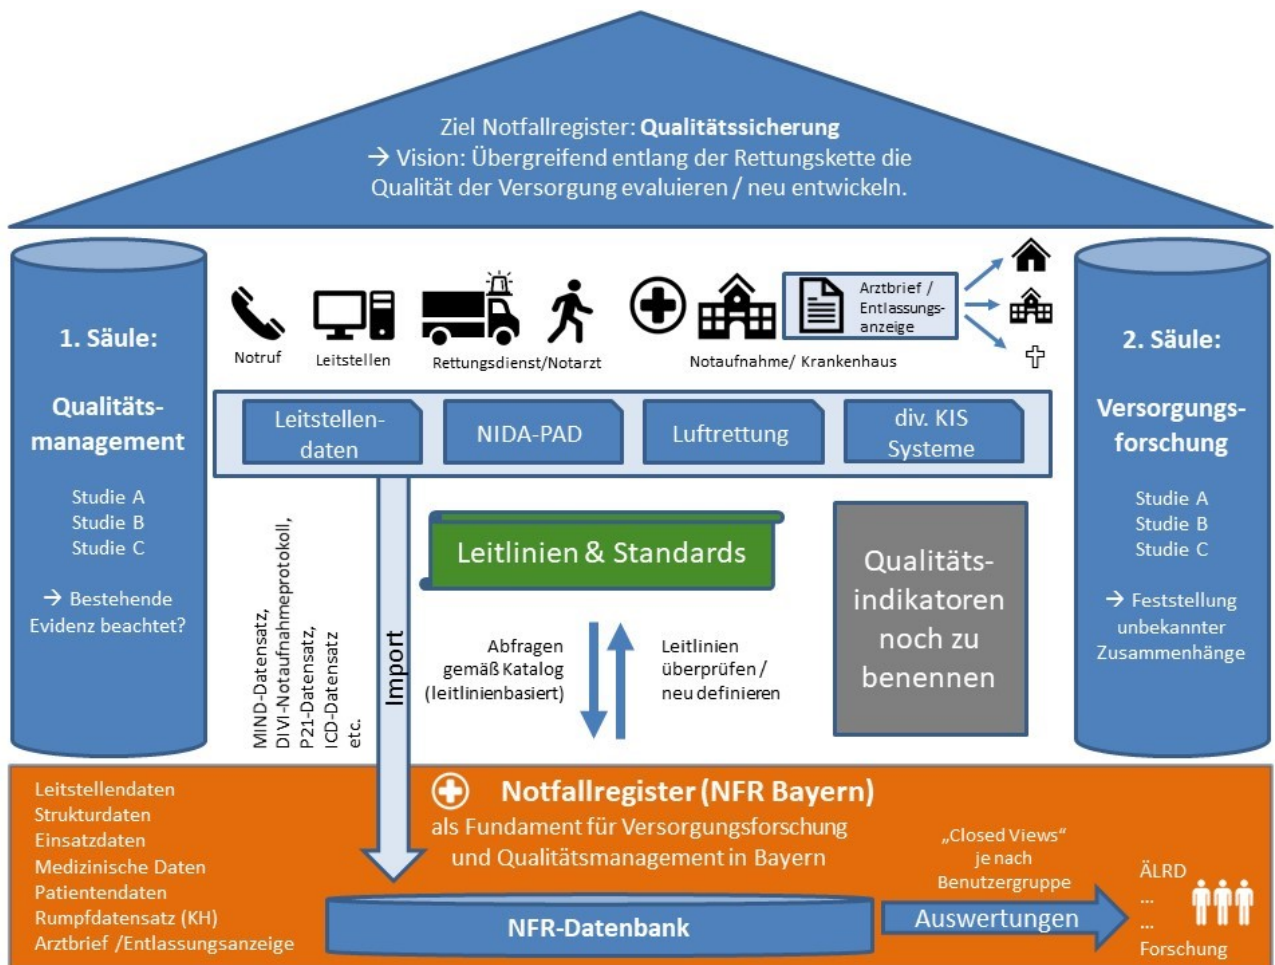 Ziel Notfallregister: Qualitätssicherung
→ Vision: Übergreifend entlang der Rettungskette die
Qualität der Versorgung evaluieren / neu entwickeln.
1. Säule:
Qualitäts-
management
Studie A
Studie B
Studie C
→ Bestehende
Evidenz beachtet?
Notruf
Leitstellen
Rettungsdienst/Notarzt
Notaufnahme/ Krankenhaus
Arztbrief /
Entlassungs-
anzeige
Leitstellen-
daten
NIDA-PAD
Luftrettung
div. KIS
Systeme
MIND-Datensatz,
DIVI-Notaufnahmeprotokoll,
P21-Datensatz,
ICD-Datensatz
etc.
Import
Leitlinien & Standards
Abfragen
gemäß Katalog
(leitlinienbasiert)
Leitlinien
überprüfen /
neu definieren
Qualitäts-
indikatoren
noch zu
benennen
2. Säule:
Versorgungs-
forschung
Studie A
Studie B
Studie C
→ Feststellung
unbekannter
Zusammenhänge
Leitstellendaten
Strukturdaten
Einsatzdaten
Medizinische Daten
Patientendaten
Rumpfdatensatz (KH)
Arztbrief /Entlassungsanzeige
Notfallregister (NFR Bayern)
als Fundament für Versorgungsforschung
und Qualitätsmanagement in Bayern
NFR-Datenbank
„Closed Views“
je nach
Benutzergruppe
Auswertungen
ÄLRD
...
...
Forschung